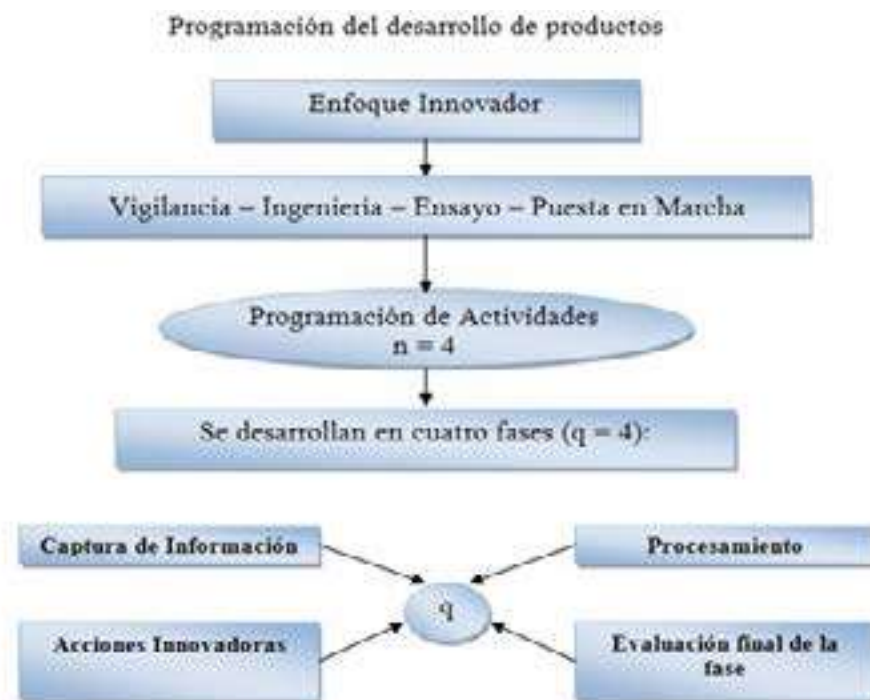 Programación del desarrollo de productos
Enfoque Innovador
Vigilancia – Ingenieria – Ensayo – Puesta en Marcha
Programación de Actividades
n = 4
Se desarrollan en cuatro fases (q = 4):
Captura de Información
Procesamiento
q
Acciones Innovadoras
Evaluación final de la
fase